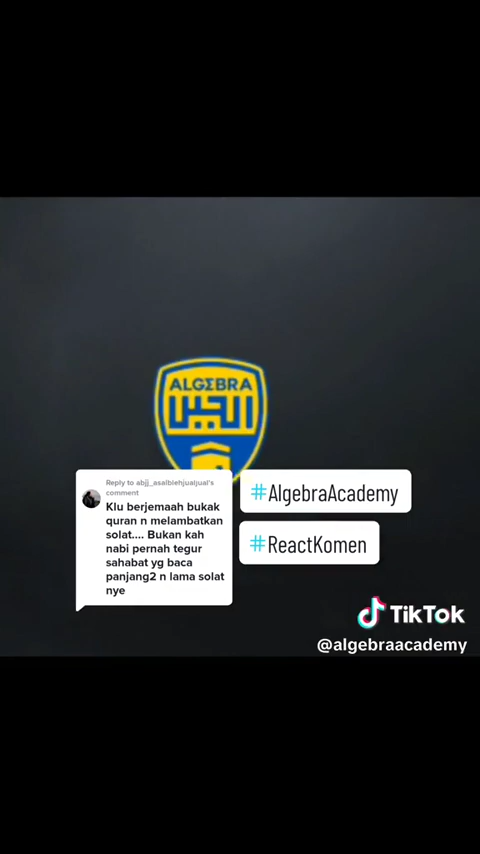 ALGEBRA
الجبر
Reply to abjj_asalblehjualjual's
comment
Klu berjemaah bukak
quran n melambatkan
solat.... Bukan kah
nabi pernah tegur
sahabat yg baca
panjang2 n lama solat
nye
#AlgebraAcademy
#ReactKomen
TikTok
@algebraacademy